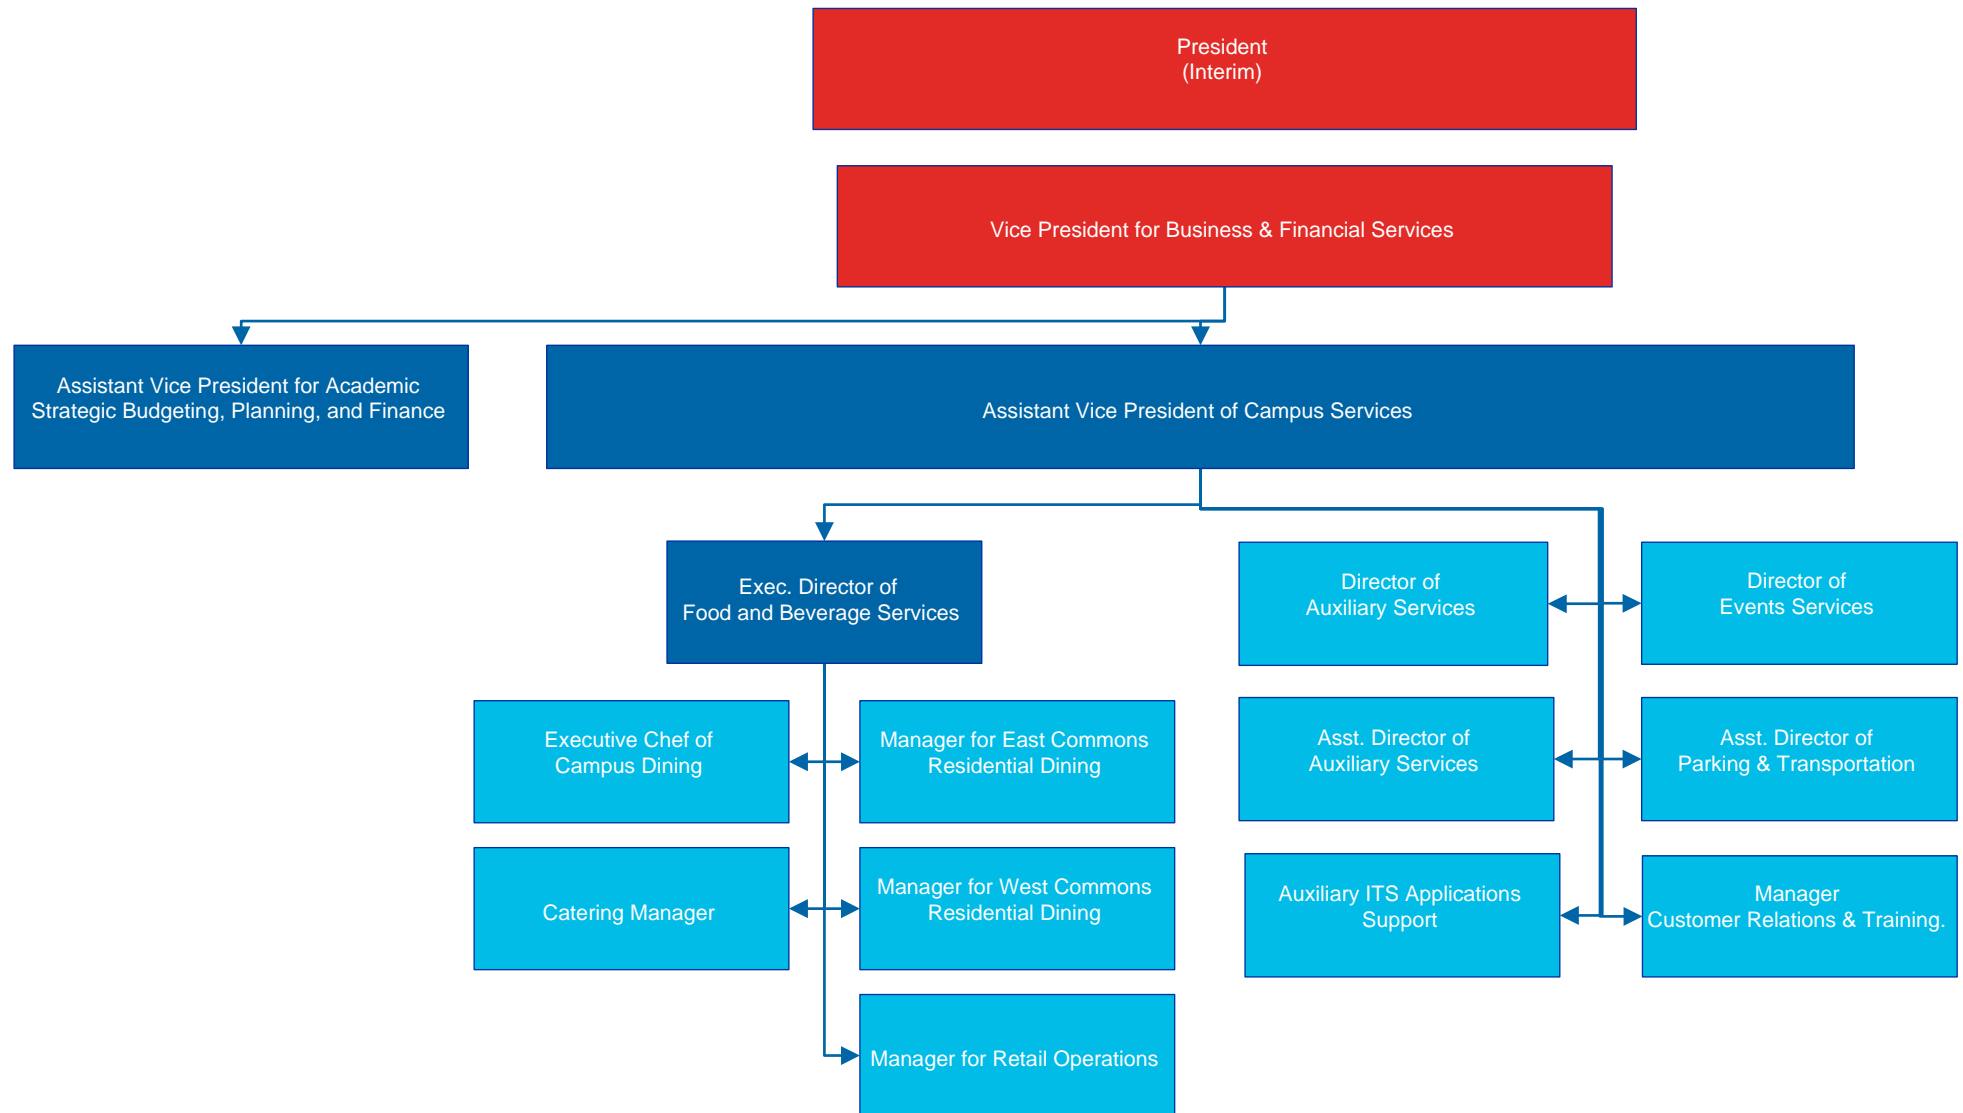 President
(Interim)
Vice President for Business & Financial Services
Assistant Vice President for Academic
Strategic Budgeting, Planning, and Finance
Assistant Vice President of Campus Services
Exec. Director of
Food and Beverage Services
Director of
Auxiliary Services
Director of
Events Services
Executive Chef of
Campus Dining
Manager for East Commons
Residential Dining
Asst. Director of
Auxiliary Services
Asst. Director of
Parking & Transportation
Catering Manager
Manager for West Commons
Residential Dining
Auxiliary ITS Applications
Support
Manager
Customer Relations & Training.
Manager for Retail Operations